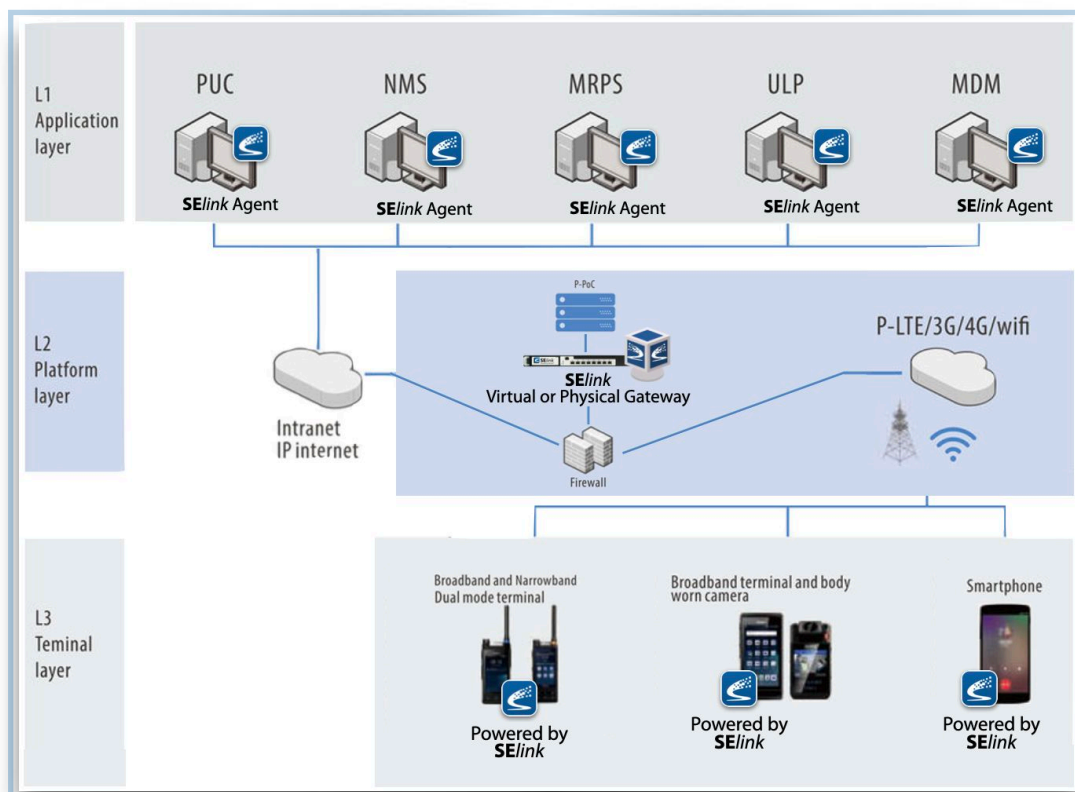 L1
Application
layer
PUC
NMS
MRPS
ULP
MDM
SElink Agent
SElink Agent
SElink Agent
SElink Agent
SElink Agent
L2
Platform
layer
Intranet
IP internet
P-PoC
SElink
SElink
Virtual or Physical Gateway
Firewall
P-LTE/3G/4G/wifi
L3
Teminal
layer
Broadband and Narrowband
Dual mode terminal
Powered by
SElink
Broadband terminal and body
worn camera
Powered by
SElink
Smartphone
Powered by
SElink